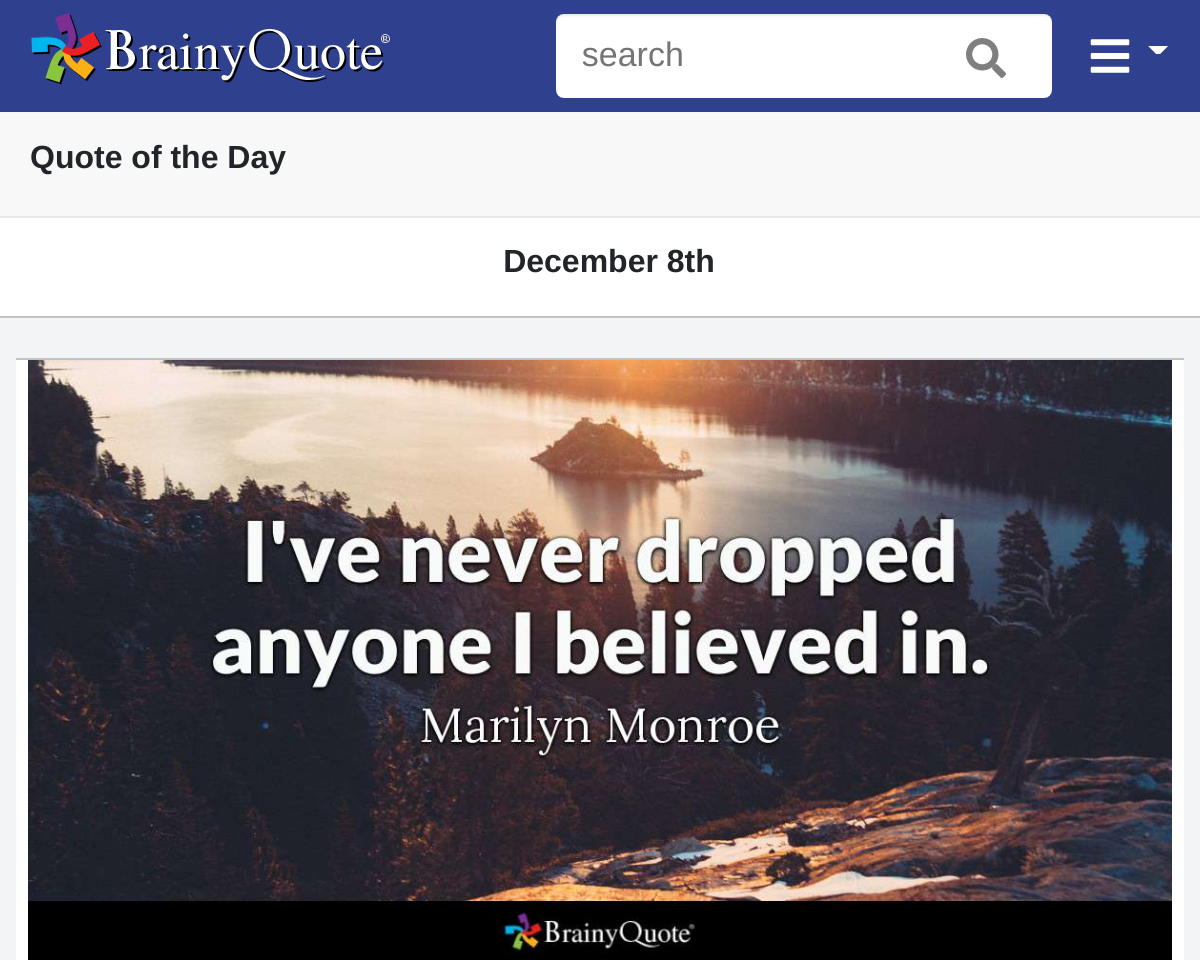 BrainyQuote®
search
Quote of the Day
December 8th
I've never dropped
anyone I believed in.
Marilyn Monroe
BrainyQuote®